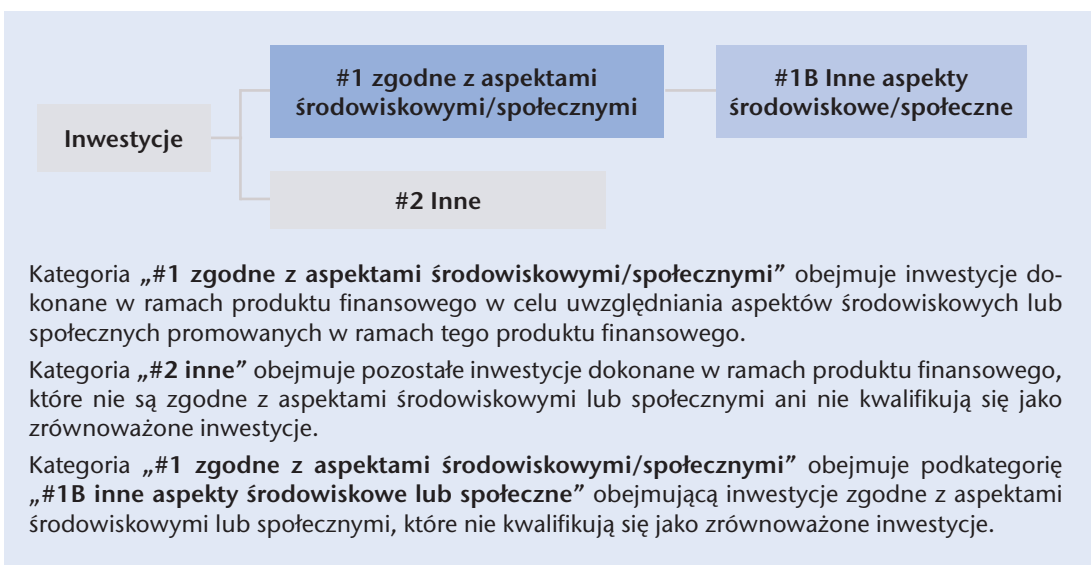 #1 zgodne z aspektami
środowiskowymi/społecznymi
#1B Inne aspekty
środowiskowe/społeczne
Inwestycje
#2 Inne
Kategoria „#1 zgodne z aspektami środowiskowymi/społecznymi” obejmuje inwestycje do-
konane w ramach produktu finansowego w celu uwzględniania aspektów środowiskowych lub
społecznych promowanych w ramach tego produktu finansowego.
Kategoria „#2 inne” obejmuje pozostałe inwestycje dokonane w ramach produktu finansowego,
które nie są zgodne z aspektami środowiskowymi lub społecznymi ani nie kwalifikują się jako
zrównoważone inwestycje.
Kategoria „#1 zgodne z aspektami środowiskowymi/społecznymi” obejmuje podkategorię
„#1B inne aspekty środowiskowe lub społeczne” obejmującą inwestycje zgodne z aspektami
środowiskowymi lub społecznymi, które nie kwalifikują się jako zrównoważone inwestycje.